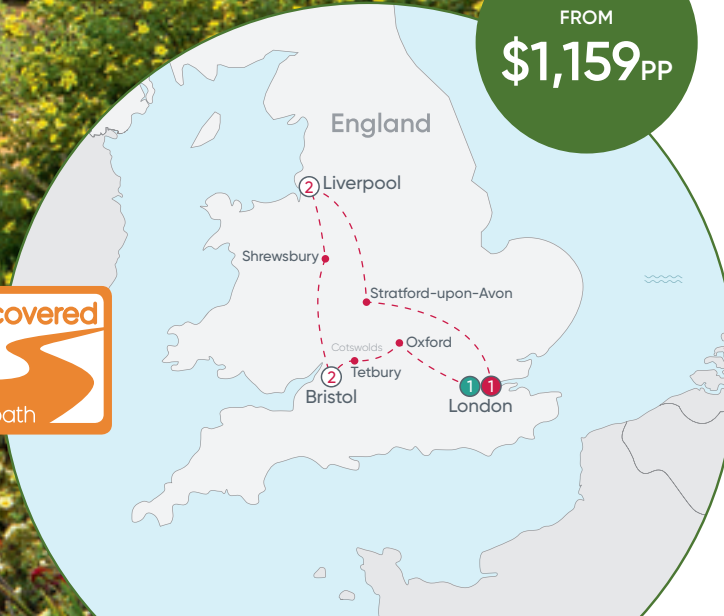 FROM
$1,159PP
England
2 Liverpool
Shrewsbury
Stratford-upon-Avon
Cotswolds
Oxford
Tetbury
2
Bristol
1 1
London
covered
path